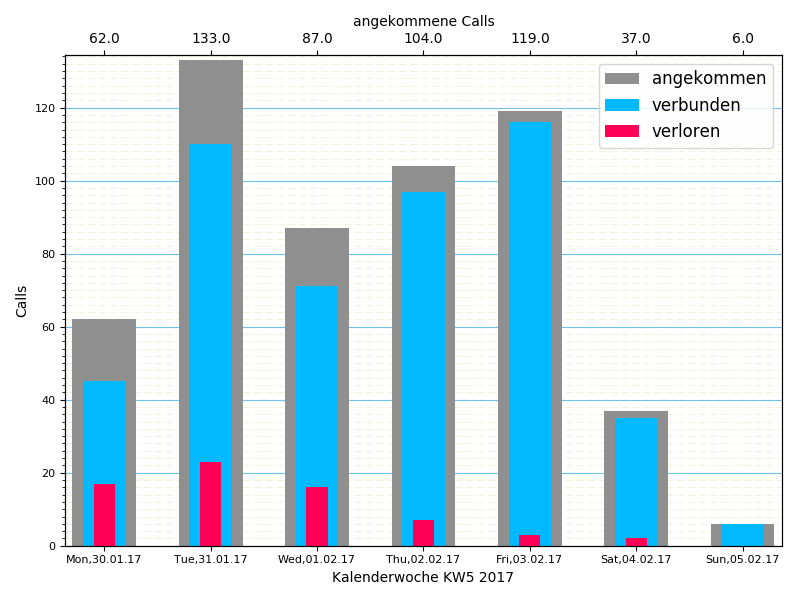 angekommene Calls
62.0 133.0 87.0 104.0 119.0 37.0 6.0
angekommen
verbunden
verloren
120
100
80
60
40
20
0
Calls
Mon,30.01.17 Tue,31.01.17 Wed,01.02.17 Thu,02.02.17 Fri,03.02.17 Sat,04.02.17 Sun,05.02.17
Kalenderwoche KW5 2017